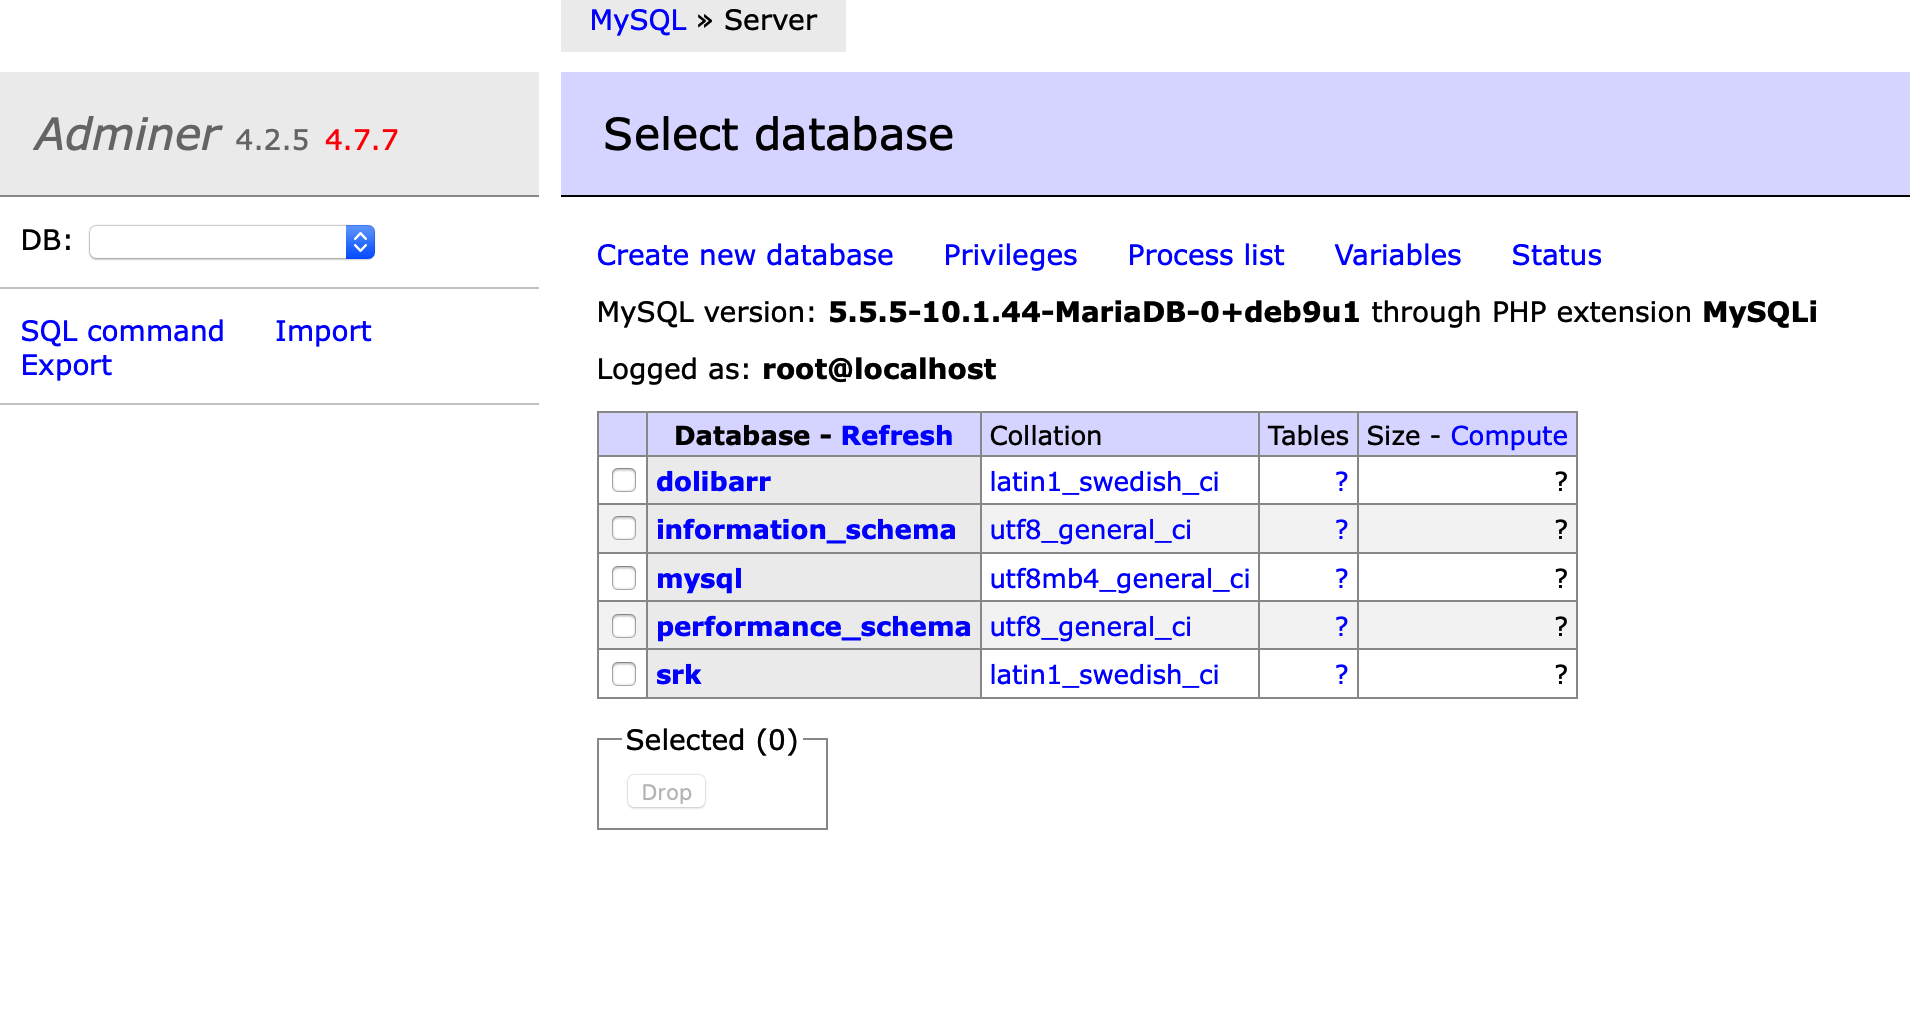 MySQL » Server
Adminer 4.2.5 4.7.7
Select database
DB:
SQL command Import
Export
Create new database Privileges Process list Variables Status
MySQL version: 5.5.5-10.1.44-MariaDB-0+deb9u1 through PHP extension MySQLi
Logged as: root@localhost
Database - Refresh Collation Tables Size - Compute
dolibarr latin1_swedish_ci ? ?
information_schema utf8_general_ci ? ?
mysql utf8mb4_general_ci ? ?
performance_schema utf8_general_ci ? ?
srk latin1_swedish_ci ? ?
Selected (0)
Drop